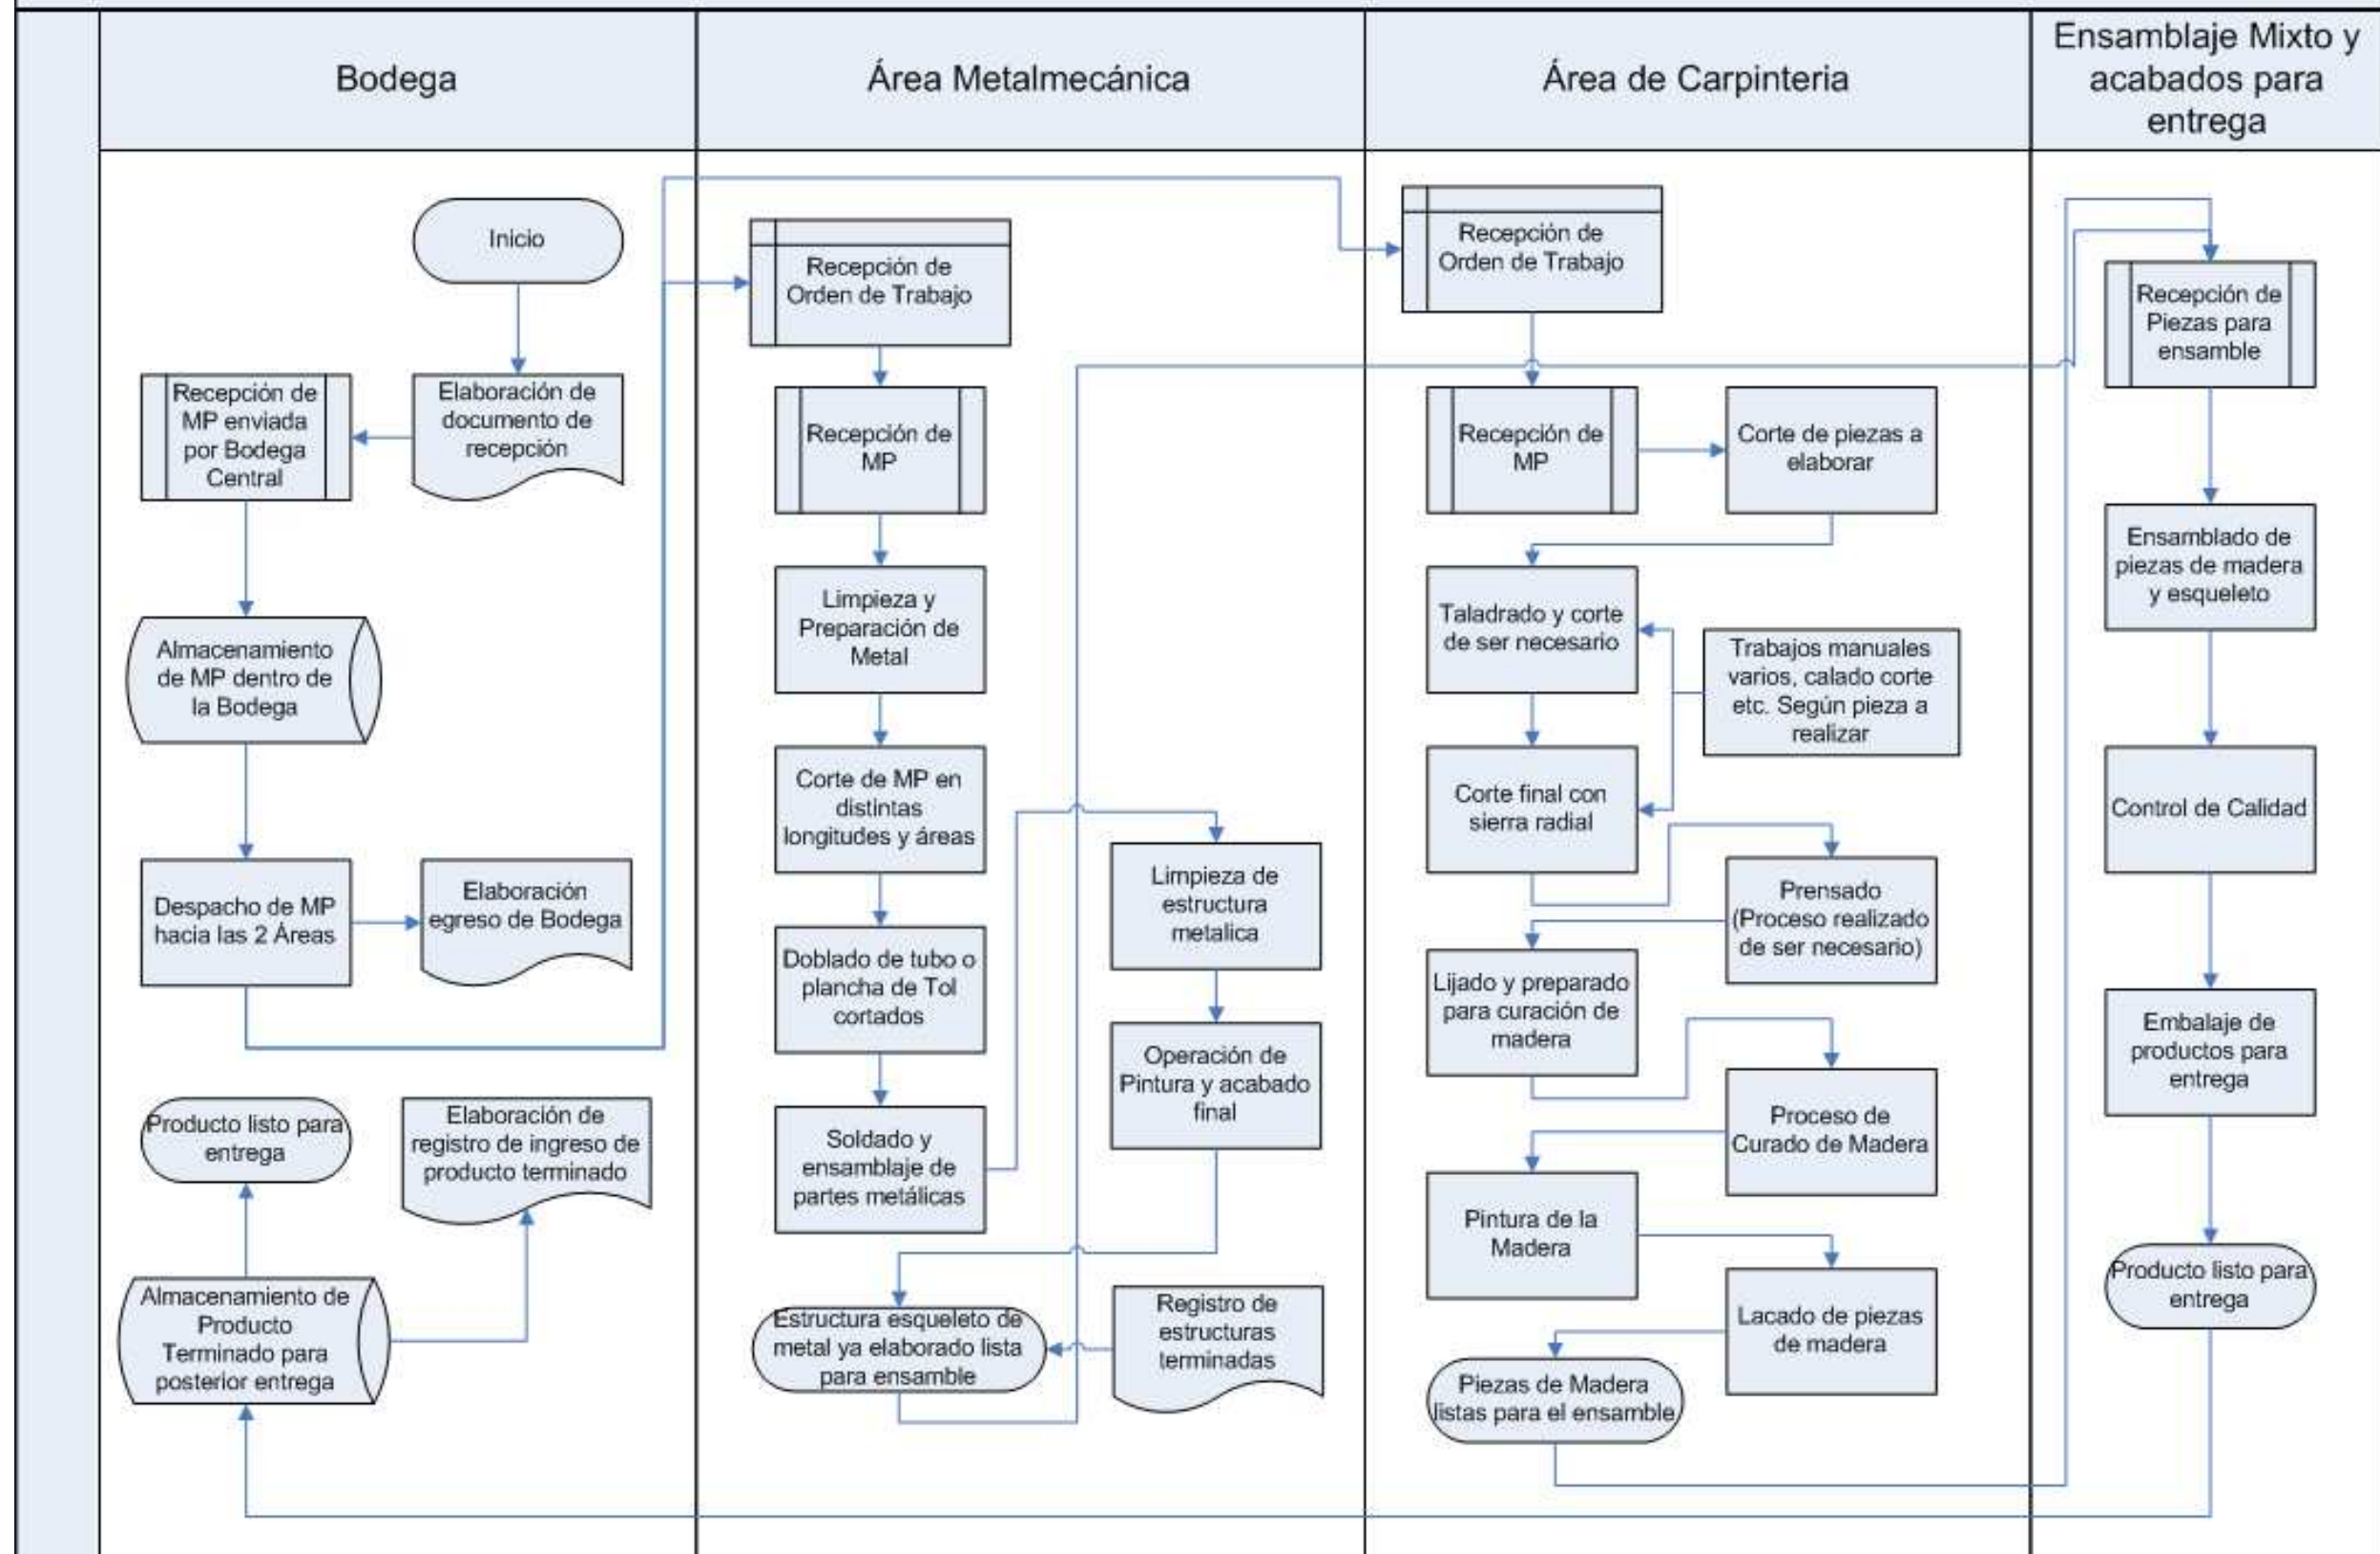 Bodega
Área Metalmecánica
Área de Carpinteria
Ensamblaje Mixto y
acabados para
entrega
Inicio
Elaboración de
documento de
recepción
Recepción de
MP enviada
por Bodega
Central
Almacenamiento
de MP dentro de
la Bodega
Despacho de MP
hacia las 2 Áreas
Elaboración
egreso de Bodega
Producto listo para
entrega
Elaboración de
registro de ingreso de
producto terminado
Almacenamiento de
Producto
Terminado para
posterior entrega
Recepción de
Orden de Trabajo
Recepción de
MP
Limpieza y
Preparación de
Metal
Corte de MP en
distintas
longitudes y áreas
Doblado de tubo o
plancha de Tol
cortados
Soldado y
ensamblaje de
partes metálicas
Limpieza de
estructura
metalica
Operación de
Pintura y acabado
final
Estructura esqueleto de
metal ya elaborado lista
para ensamble
Registro de
estructuras
terminadas
Recepción de
Orden de Trabajo
Recepción de
MP
Corte de piezas a
elaborar
Taladrado y corte
de ser necesario
Trabajos manuales
varios, calado corte
etc. Según pieza a
realizar
Corte final con
sierra radial
Prensado
(Proceso realizado
de ser necesario)
Lijado y preparado
para curación de
madera
Proceso de
Curado de Madera
Pintura de la
Madera
Lacado de piezas
de madera
Piezas de Madera
listas para el ensamble
Recepción de
Piezas para
ensamble
Ensamblado de
piezas de madera
y esqueleto
Control de Calidad
Embalaje de
productos para
entrega
Producto listo para
entrega